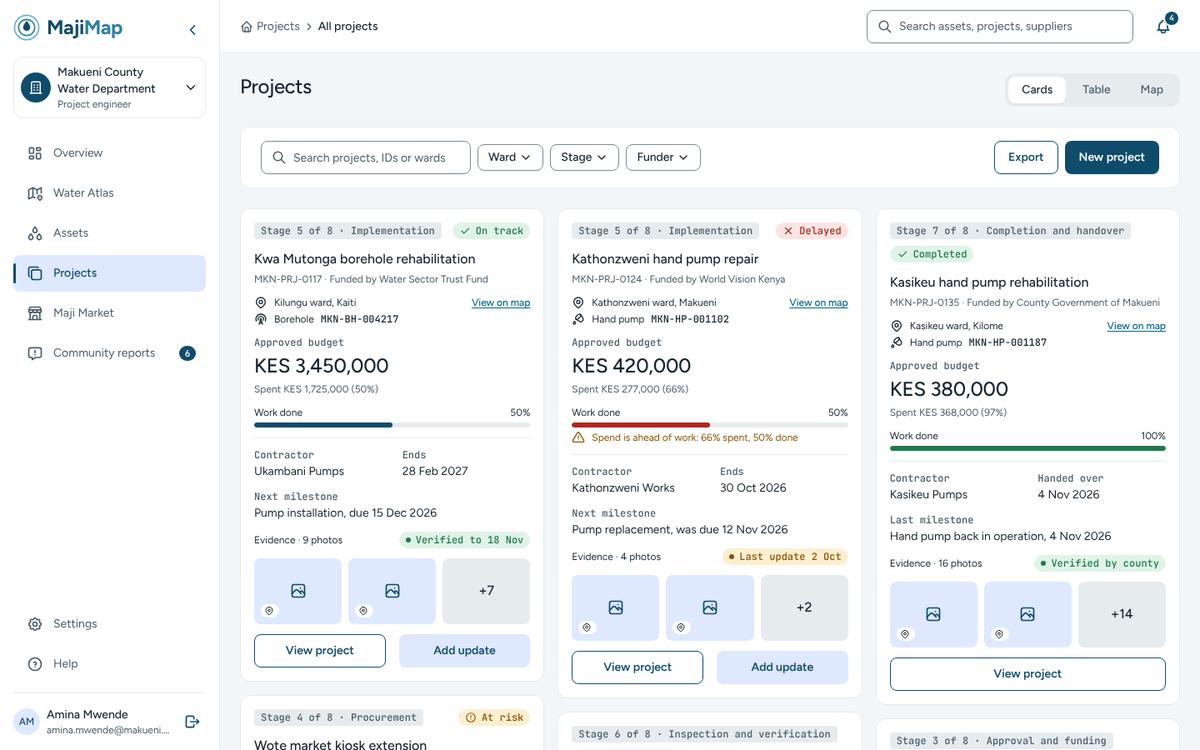 MajiMap
Makueni County
Water Department
Project engineer
Overview
Water Atlas
Assets
Projects
Maji Market
Community reports
6
Settings
Help
AM
Amina Mwende
amina.mwende@makueni....
Projects
All projects
Search assets, projects, suppliers
4
Projects
Cards
Table
Map
Search projects, IDs or wards
Ward
Stage
Funder
Export
New project
Stage 5 of 8 · Implementation
On track
Kwa Mutonga borehole rehabilitation
MKN-PRJ-0117 · Funded by Water Sector Trust Fund
Kilungu ward, Kaiti
View on map
Borehole MKN-BH-004217
Approved budget
KES 3,450,000
Spent KES 1,725,000 (50%)
Work done
50%
Contractor
Ends
Ukambani Pumps
28 Feb 2027
Next milestone
Pump installation, due 15 Dec 2026
Evidence · 9 photos
Verified to 18 Nov
+7
View project
Add update
Stage 4 of 8 · Procurement
At risk
Wote market kiosk extension
Stage 5 of 8 · Implementation
Delayed
Kathonzweni hand pump repair
MKN-PRJ-0124 · Funded by World Vision Kenya
Kathonzweni ward, Makueni
View on map
Hand pump MKN-HP-001102
Approved budget
KES 420,000
Spent KES 277,000 (66%)
Work done
50%
Spend is ahead of work: 66% spent, 50% done
Contractor
Ends
Kathonzweni Works
30 Oct 2026
Next milestone
Pump replacement, was due 12 Nov 2026
Evidence · 4 photos
Last update 2 Oct
+2
View project
Add update
Stage 6 of 8 · Inspection and verification
Stage 7 of 8 · Completion and handover
Completed
Kasikeu hand pump rehabilitation
MKN-PRJ-0135 · Funded by County Government of Makueni
Kasikeu ward, Kilome
View on map
Hand pump MKN-HP-001187
Approved budget
KES 380,000
Spent KES 368,000 (97%)
Work done
100%
Contractor
Handed over
Kasikeu Pumps
4 Nov 2026
Last milestone
Hand pump back in operation, 4 Nov 2026
Evidence · 16 photos
Verified by county
+14
View project
Stage 3 of 8 · Approval and funding